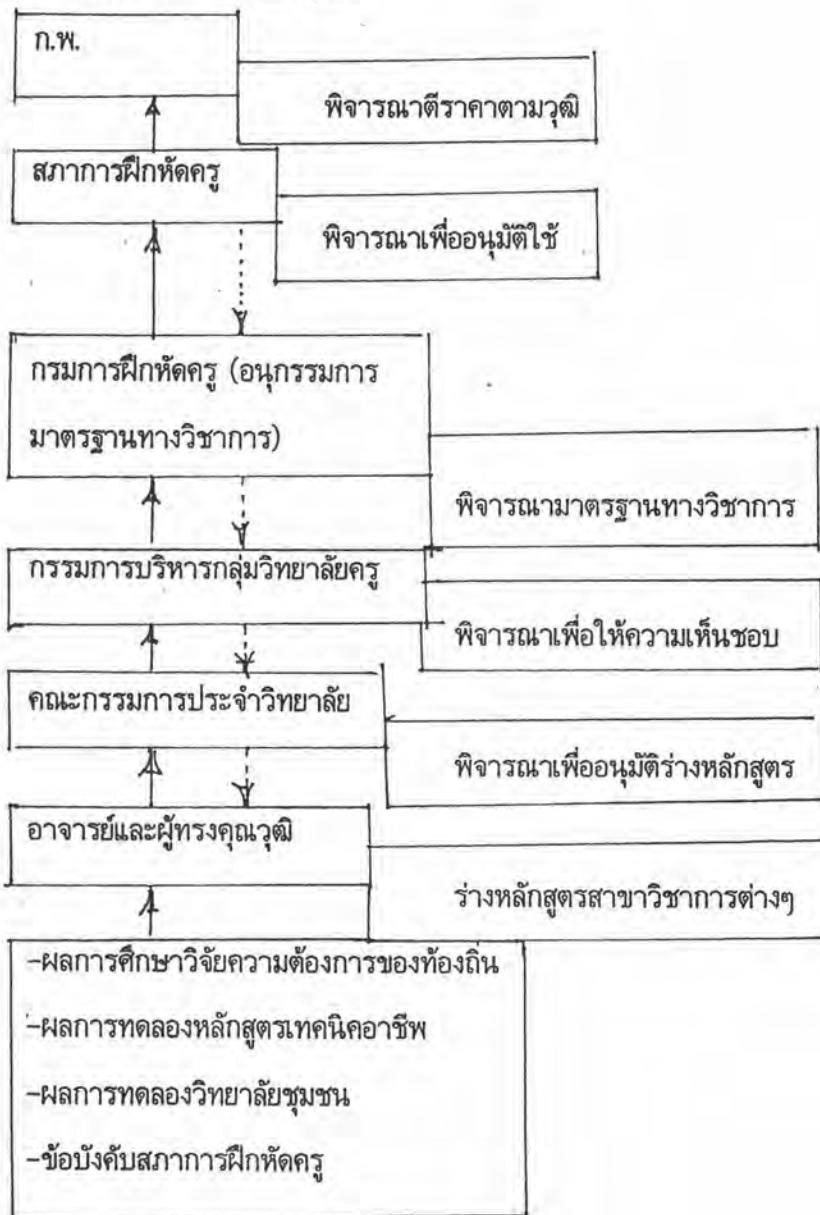 ก.พ.
พิจารณาตีราคาตามวุฒิ
สภาการฝึกหัดครู
พิจารณาเพื่ออนุมัติใช้
กรมการฝึกหัดครู (อนุกรรมการ
มาตรฐานทางวิชาการ)
พิจารณามาตรฐานทางวิชาการ
กรรมการบริหารกลุ่มวิทยาลัยครู
พิจารณาเพื่อให้ความเห็นชอบ
คณะกรรมการประจำวิทยาลัย
พิจารณาเพื่ออนุมัติร่างหลักสูตร
อาจารย์และผู้ทรงคุณวุฒิ
ร่างหลักสูตรสาขาวิชาการต่างๆ
-ผลการศึกษาวิจัยความต้องการของท้องถิ่น
-ผลการทดลองหลักสูตรเทคนิคอาชีพ
-ผลการทดลองวิทยาลัยชุมชน
-ข้อบังคับสภาการฝึกหัดครู